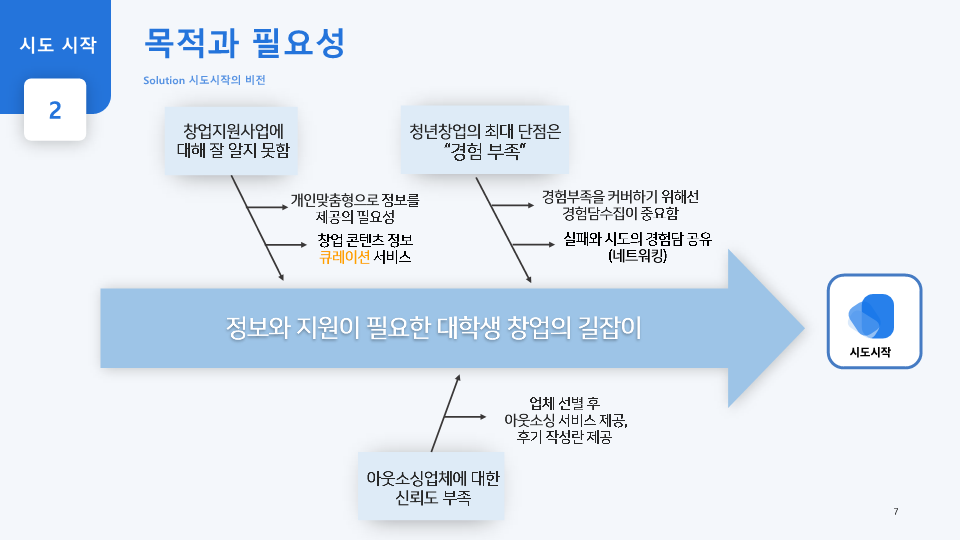 시도 시작
2
목적과 필요성
Solution 시도시작의 비전
창업지원사업에
대해 잘 알지 못함
청년창업의 최대 단점은
“경험 부족“
개인맞춤형으로 정보를
제공의 필요성
창업 콘텐츠 정보
큐레이션 서비스
경험부족을 커버하기 위해선
경험담수집이 중요함
실패와 시도의 경험담 공유
(네트워킹)
정보와 지원이 필요한 대학생 창업의 길잡이
시도시작
업체 선별 후
아웃소싱 서비스 제공,
후기 작성란 제공
아웃소싱업체에 대한
신뢰도 부족
7